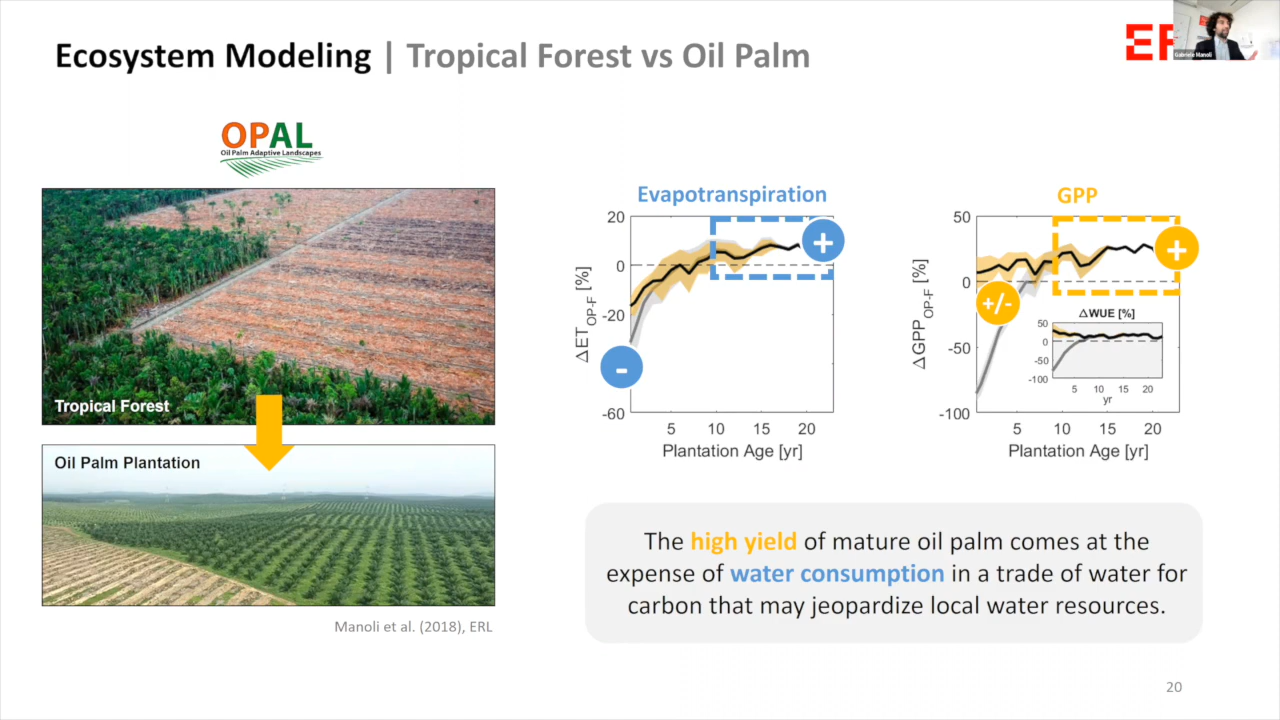 Ecosystem Modeling | Tropical Forest vs Oil Palm
Gabriele Manoli
OPAL
Oil Palm Adaptive Landscapes
Tropical Forest
Oil Palm Plantation
Manoli et al. (2018), ERL
Evapotranspiration
20
0
-20
-60
ΔET OP-F [%]
+
-
5 10 15 20
Plantation Age [yr]
GPP
50
0
-50
-100
ΔGPP OP-F [%]
+
+/-
ΔWUE [%]
50
0
-50
-100
5 10 15 20
yr
5 10 15 20
Plantation Age [yr]
The high yield of mature oil palm comes at the
expense of water consumption in a trade of water for
carbon that may jeopardize local water resources.
20